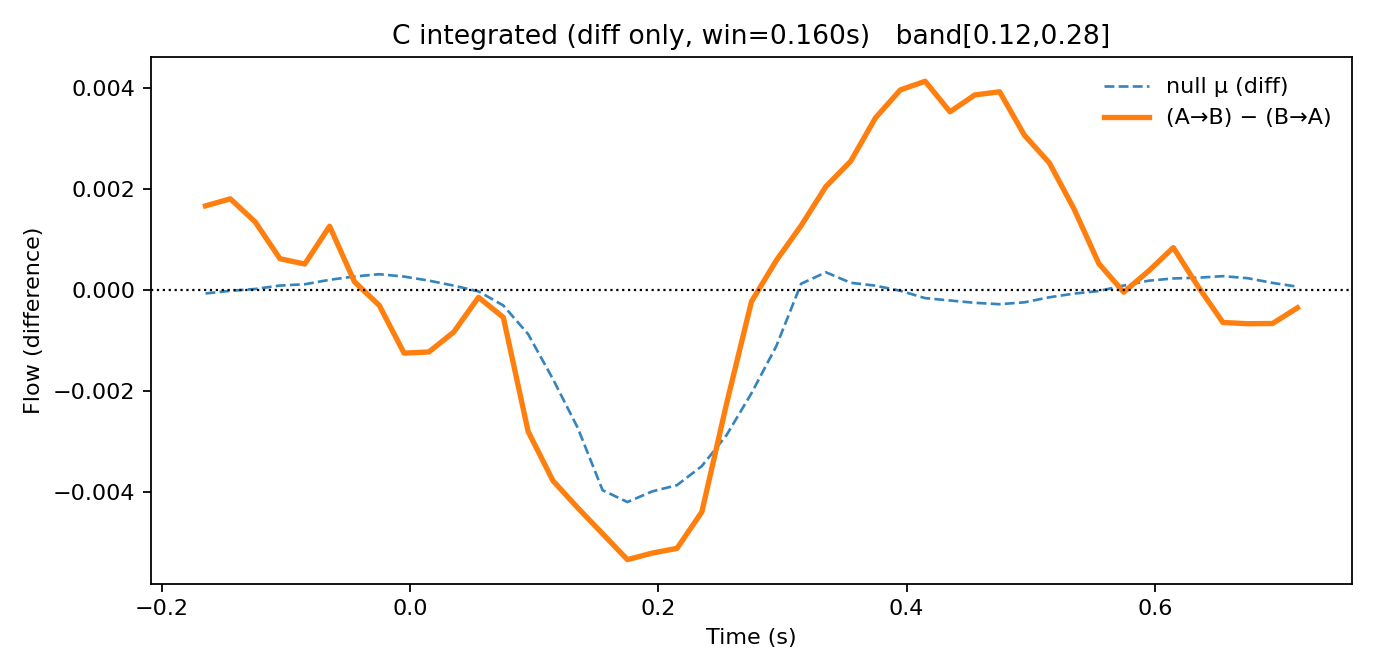 C integrated (diff only, win=0.160s)   band[0.12,0.28]
null μ (diff)
(A→B) − (B→A)
Flow (difference)
0.004
0.002
0.000
−0.002
−0.004
−0.2
0.0
0.2
0.4
0.6
Time (s)